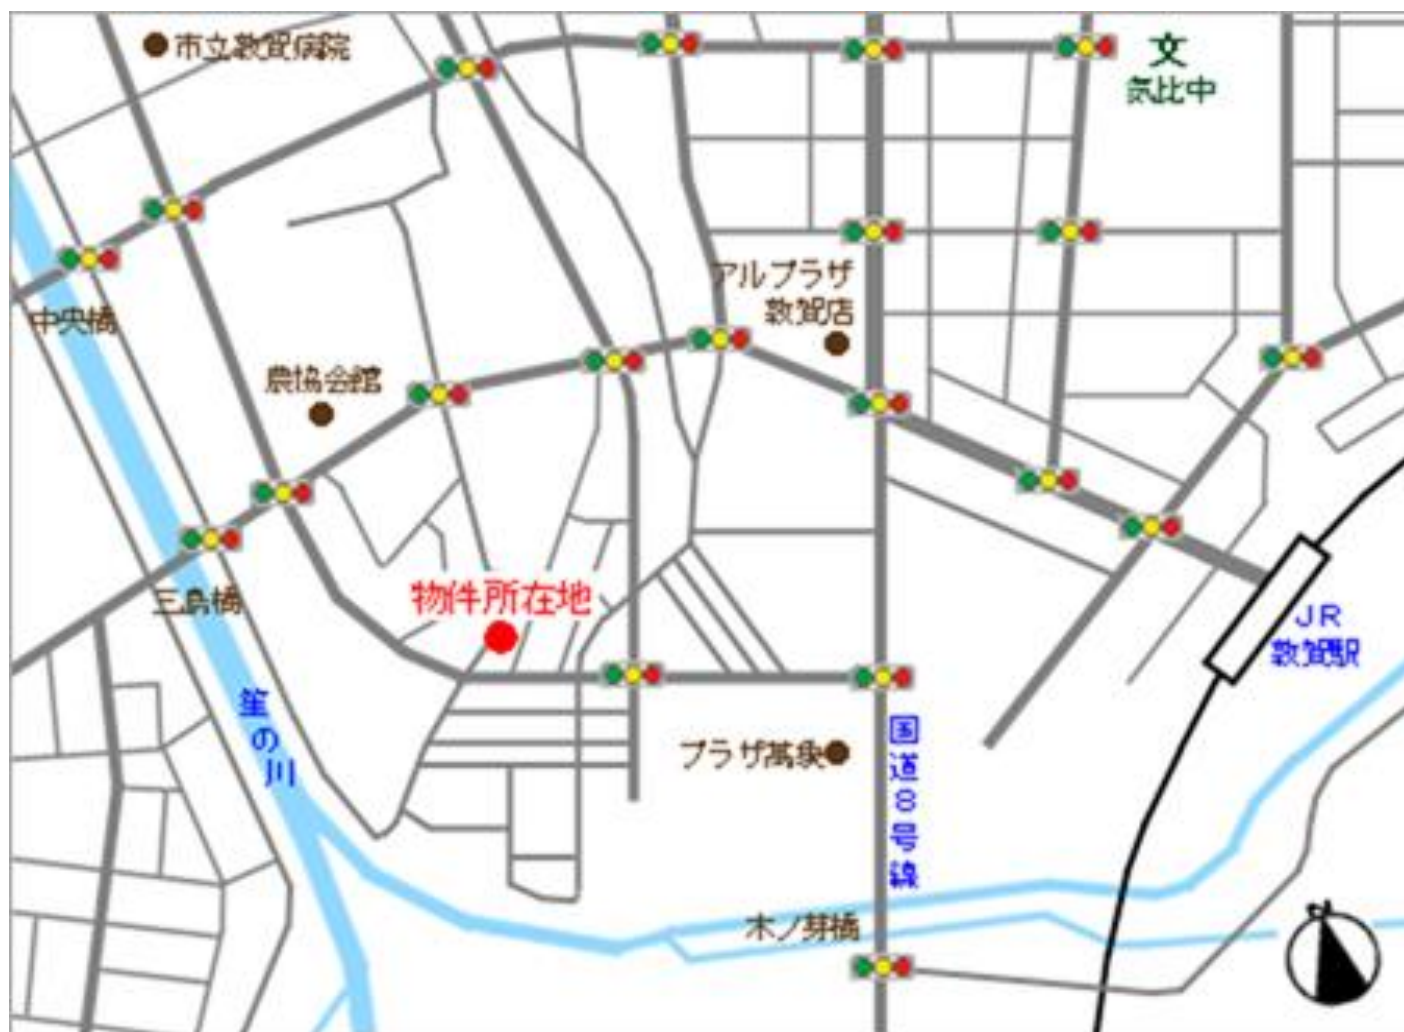 市立敦賀病院
文
気比中
アルプラザ
敦賀店
中央橋
農協会館
物件所在地
三島橋
JR
敦賀駅
笙の川
国道8号線
プラザ萬象
木ノ芽橋